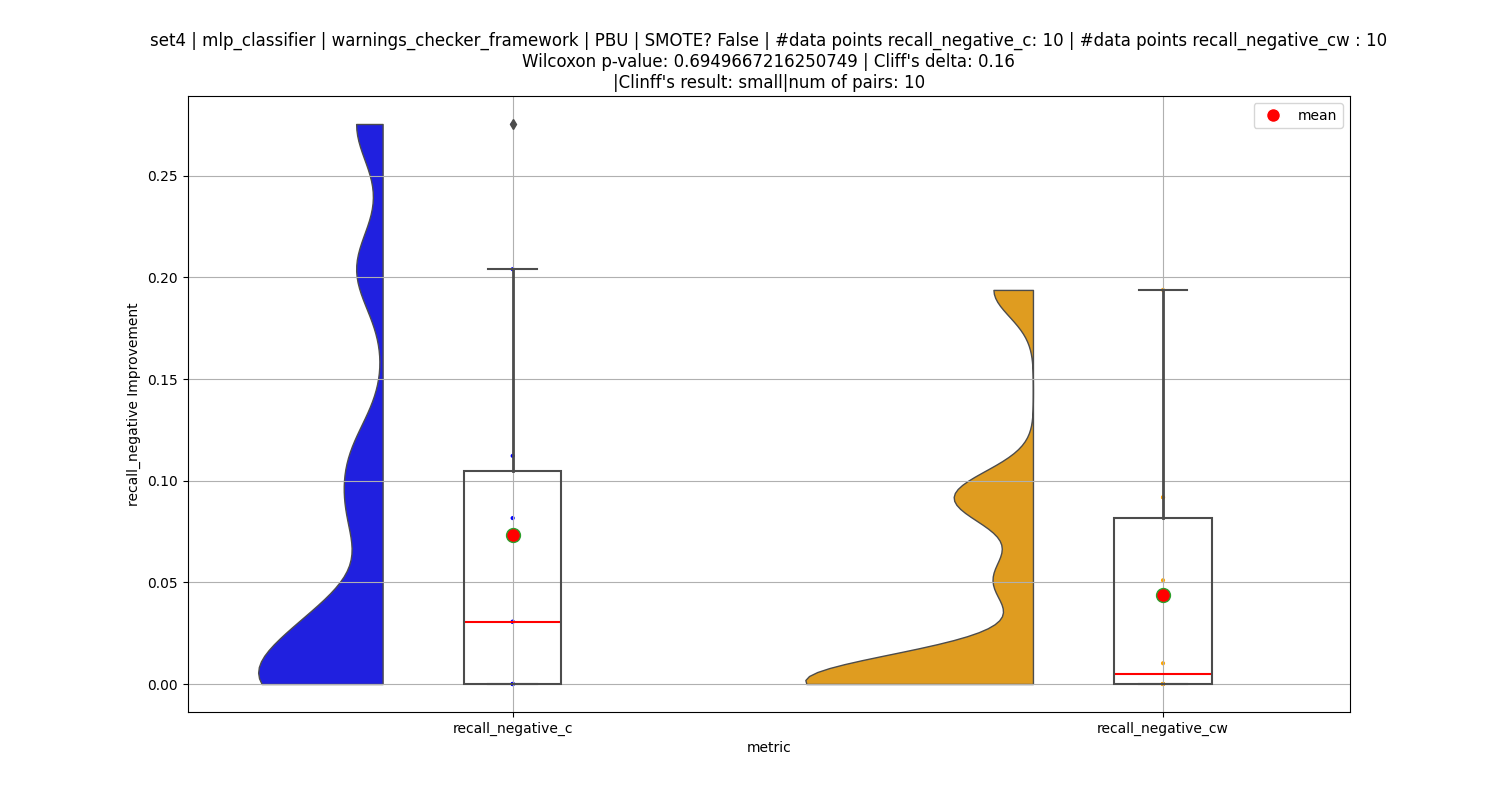 set4 | mlp_classifier | warnings_checker_framework | PBU | SMOTE? False | #data points recall_negative_c: 10 | #data points recall_negative_cw : 10
Wilcoxon p-value: 0.6949667216250749 | Cliff's delta: 0.16
|Clinff's result: small|num of pairs: 10
mean
0.25
0.20
0.15
0.10
0.05
0.00
recall_negative Improvement
recall_negative_c
recall_negative_cw
metric